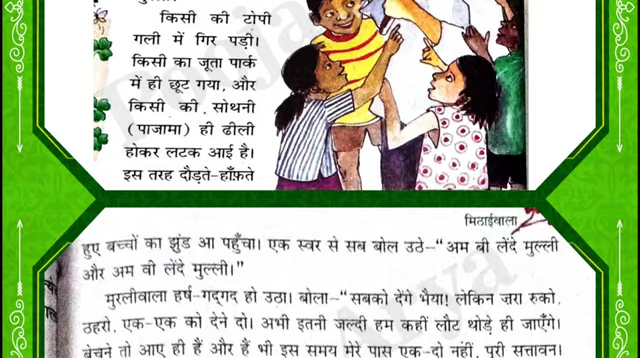 किसी की टोपी
गली में गिर पड़ी।
किसी का जूता पार्क
में ही छूट गया, और
किसी की सोथनी
(पाजामा) ही ढीली
होकर लटक आई है।
इस तरह दौड़ते-हाँफ़ते
मिठाईवाला
हुए बच्चों का झुंड आ पहुँचा। एक स्वर से सब बोल उठे-“अम बी लेंदे मुल्ली
और अम बी लेंदे मुल्ली।”
मुरलीवाला हर्ष-गद्गद हो उठा। बोला-“सबको देंगे भैया! लेकिन ज़रा रुको,
ठहरो, एक-एक को देने दो। अभी इतनी जल्दी हम कहीं लौट थोड़े ही जाएँगे।
बेचने तो आए ही हैं और हैं भी इस समय मेरे पास एक-दो नहीं, पूरी सत्तावन।